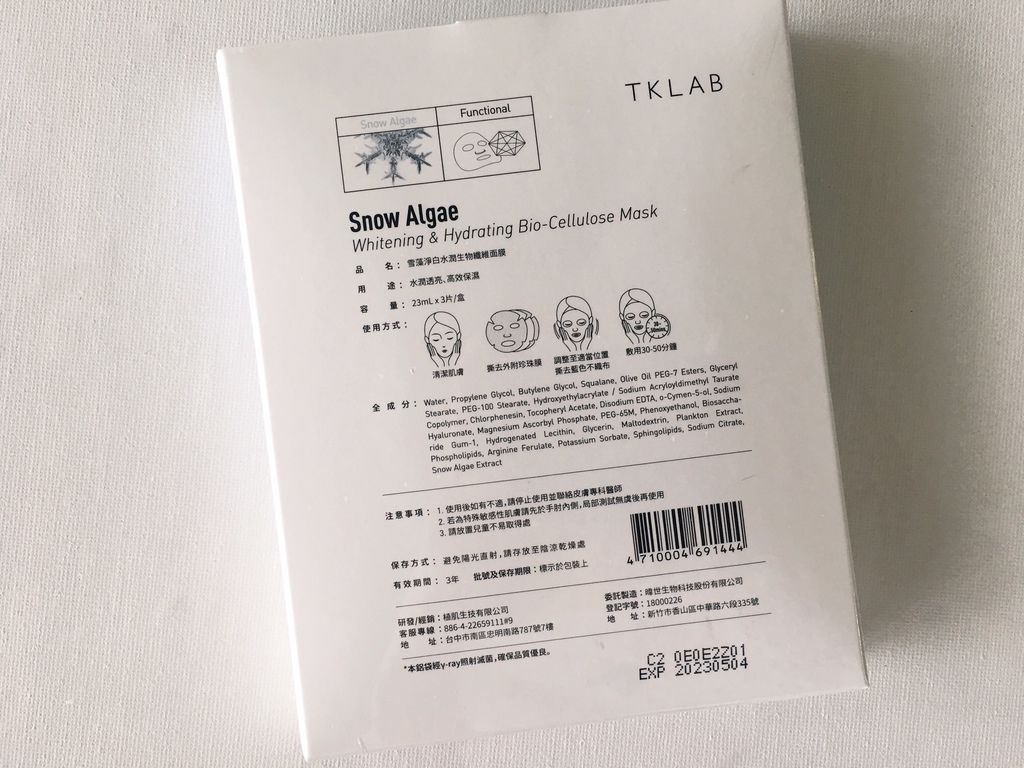 TKLAB
Snow Algae
Functional
Snow Algae
Whitening & Hydrating Bio-Cellulose Mask
品 名：雪藻淨白水潤生物纖維面膜
用 途：水潤透亮、高效保濕
容 量：23mL x 3片/盒
使用方式：
清潔肌膚
撕去外附珍珠膜
調整至適當位置
撕去藍色不織布
敷用30-50分鐘
全成分：Water, Propylene Glycol, Butylene Glycol, Squalane, Olive Oil PEG-7 Esters, Glyceryl
Stearate, PEG-100 Stearate, Hydroxyethylacrylate / Sodium Acryloyldimethyl Taurate
Copolymer, Chlorphenesin, Tocopheryl Acetate, Disodium EDTA, o-Cymen-5-ol, Sodium
Hyaluronate, Magnesium Ascorbyl Phosphate, PEG-65M, Phenoxyethanol, Biosaccha-
ride Gum-1, Hydrogenated Lecithin, Glycerin, Maltodextrin, Plankton Extract,
Phospholipids, Arginine Ferulate, Potassium Sorbate, Sphingolipids, Sodium Citrate,
Snow Algae Extract
注意事項：1. 使用後如有不適，請停止使用並聯絡皮膚專科醫師
2. 若為特殊敏感性肌膚請先於手肘內側，局部測試無虞後再使用
3. 請放置兒童不易取得處
保存方式：避免陽光直射，請存放至陰涼乾燥處
有效期間：3年 批號及保存期限：標示於包裝上
4 710004 691444
研發/經銷：植肌生技有限公司
客服專線：886-4-22659111#9
地 址：台中市南區忠明南路787號7樓
委託製造：暐世生物科技股份有限公司
登記字號：18000226
地 址：新竹市香山區中華路六段335號
*本鋁袋經γ-ray照射滅菌，確保品質優良。
C2 0E0E2Z01
EXP 20230504